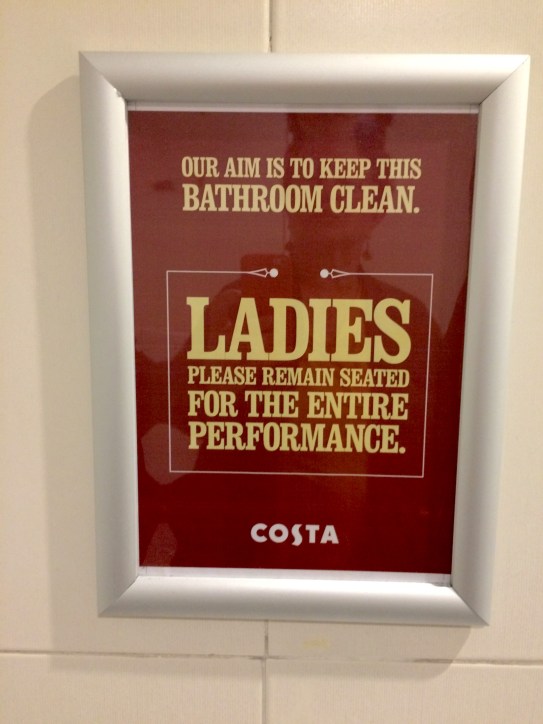 OUR AIM IS TO KEEP THIS
BATHROOM CLEAN.
LADIES
PLEASE REMAIN SEATED
FOR THE ENTIRE
PERFORMANCE.
COSTA